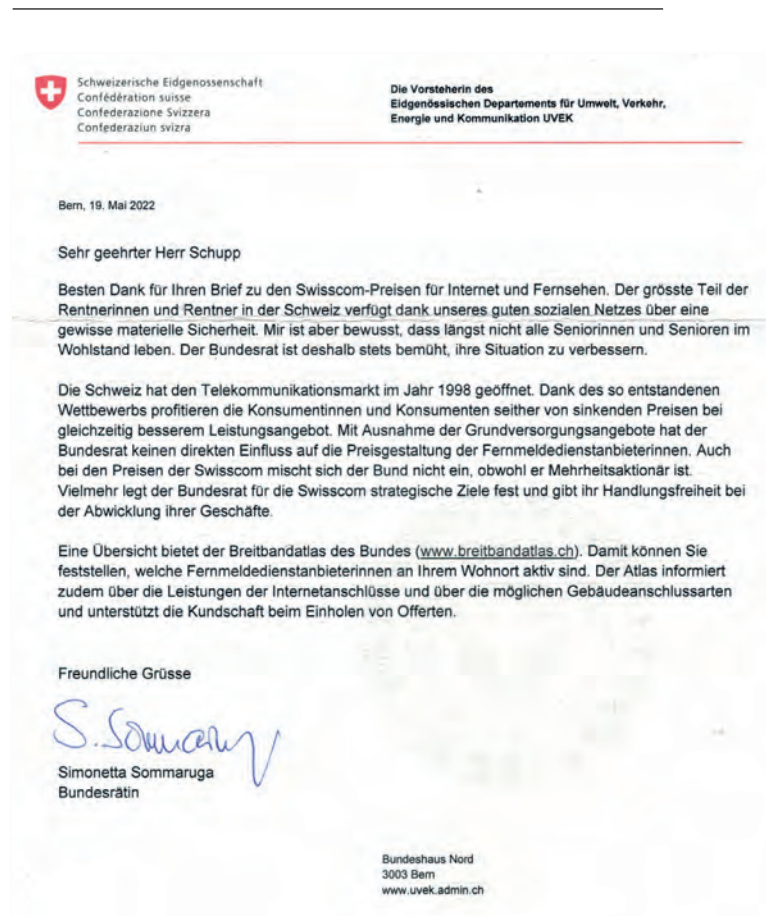 Schweizerische Eidgenossenschaft
Confédération suisse
Confederazione Svizzera
Confederaziun svizra
Die Vorsteherin des
Eidgenössischen Departements für Umwelt, Verkehr,
Energie und Kommunikation UVEK
Bern, 19. Mai 2022
Sehr geehrter Herr Schupp
Besten Dank für Ihren Brief zu den Swisscom-Preisen für Internet und Fernsehen. Der grösste Teil der
Rentnerinnen und Rentner in der Schweiz verfügt dank unseres guten sozialen Netzes über eine
gewisse materielle Sicherheit. Mir ist aber bewusst, dass längst nicht alle Seniorinnen und Senioren im
Wohlstand leben. Der Bundesrat ist deshalb stets bemüht, ihre Situation zu verbessern.
Die Schweiz hat den Telekommunikationsmarkt im Jahr 1998 geöffnet. Dank des so entstandenen
Wettbewerbs profitieren die Konsumentinnen und Konsumenten seither von sinkenden Preisen bei
gleichzeitig besserem Leistungsangebot. Mit Ausnahme der Grundversorgungsangebote hat der
Bundesrat keinen direkten Einfluss auf die Preisgestaltung der Fernmeldedienstanbieterinnen. Auch
bei den Preisen der Swisscom mischt sich der Bund nicht ein, obwohl er Mehrheitsaktionär ist.
Vielmehr legt der Bundesrat für die Swisscom strategische Ziele fest und gibt ihr Handlungsfreiheit bei
der Abwicklung ihrer Geschäfte.
Eine Übersicht bietet der Breitbandatlas des Bundes (www.breitbandatlas.ch). Damit können Sie
feststellen, welche Fernmeldedienstanbieterinnen an Ihrem Wohnort aktiv sind. Der Atlas informiert
zudem über die Leistungen der Internetanschlüsse und über die möglichen Gebäudeanschlussarten
und unterstützt die Kundschaft beim Einholen von Offerten.
Freundliche Grüsse
S. Sommaruga
Simonetta Sommaruga
Bundesrätin
Bundeshaus Nord
3003 Bern
www.uvek.admin.ch